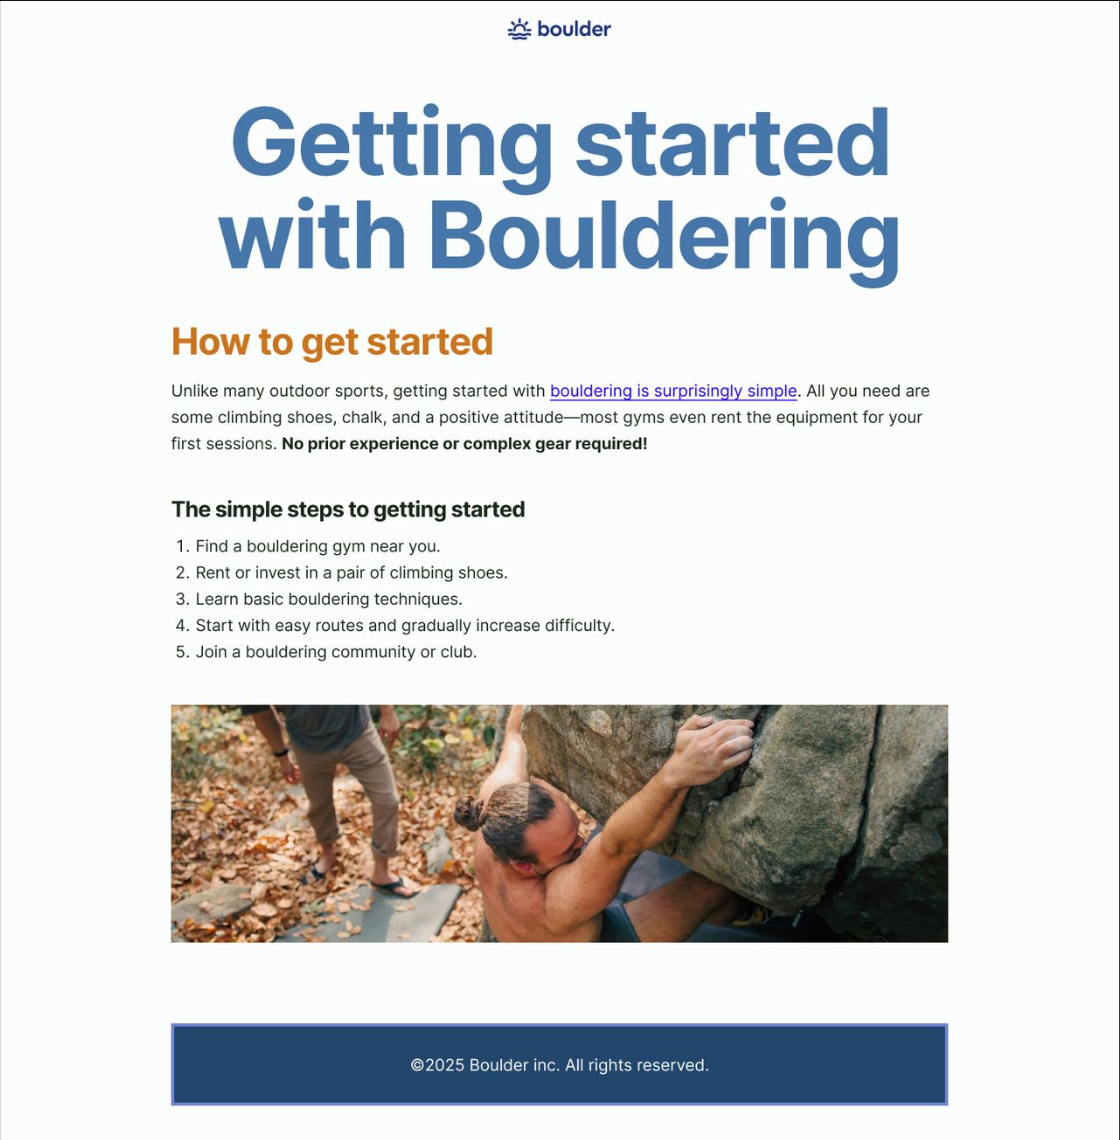 boulder
Getting started
with Bouldering
How to get started
Unlike many outdoor sports, getting started with bouldering is surprisingly simple. All you need are
some climbing shoes, chalk, and a positive attitude—most gyms even rent the equipment for your
first sessions. No prior experience or complex gear required!
The simple steps to getting started
1. Find a bouldering gym near you.
2. Rent or invest in a pair of climbing shoes.
3. Learn basic bouldering techniques.
4. Start with easy routes and gradually increase difficulty.
5. Join a bouldering community or club.
©2025 Boulder inc. All rights reserved.